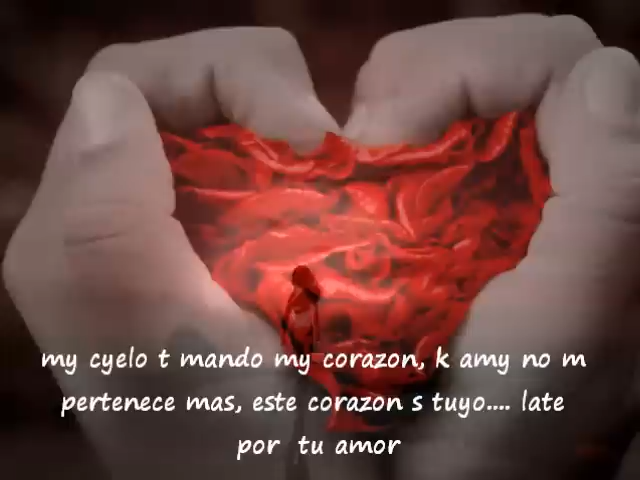 my cyelo t mando my corazon, k amy no m
pertenece mas, este corazon s tuyo.... late
por tu amor